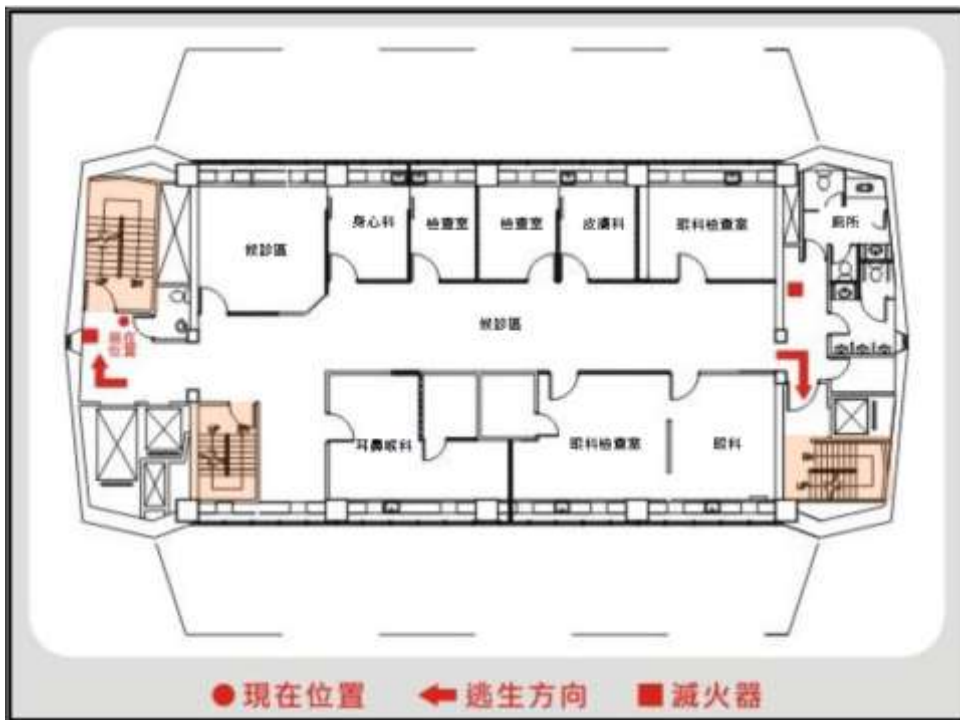 身心科 檢查室 檢查室 皮膚科 眼科檢查室 廁所
候診區
候診區
現在
位置
耳鼻喉科 眼科檢查室 眼科
現在位置 逃生方向 滅火器